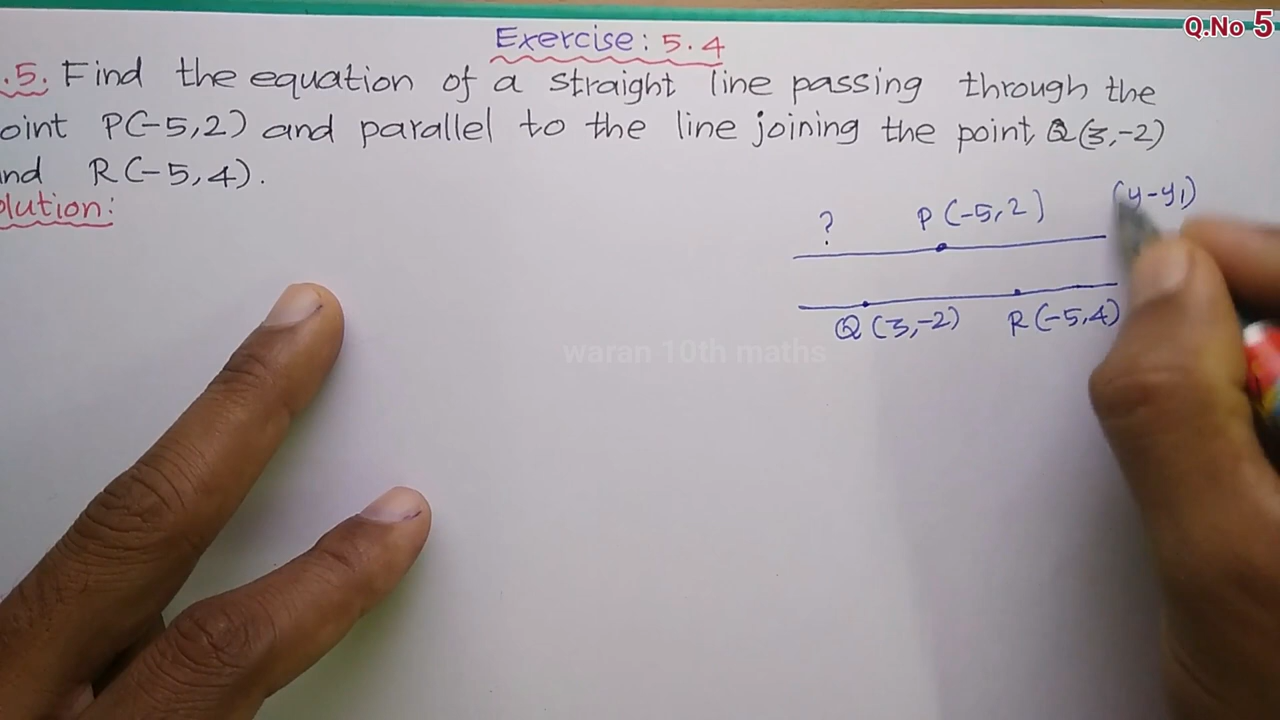 Q.No 5
Exercise: 5.4
.5. Find the equation of a straight line passing through the
oint P(-5,2) and parallel to the line joining the point, Q(3,-2)
nd R(-5,4).
lution:
? P(-5,2) (y-y1)
Q(3,-2) R(-5,4)
waran 10th maths